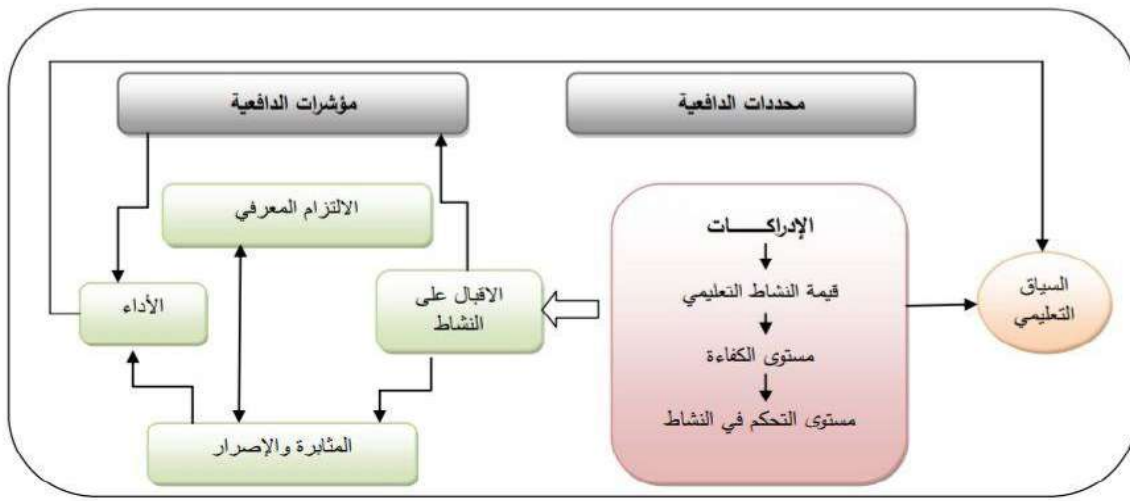 محددات الدافعية
مؤشرات الدافعية
السياق
التعليمي
الإدراكـــــات
قيمة النشاط التعليمي
مستوى الكفاءة
مستوى التحكم في النشاط
الاقبال على
النشاط
الالتزام المعرفي
المثابرة والإصرار
الأداء